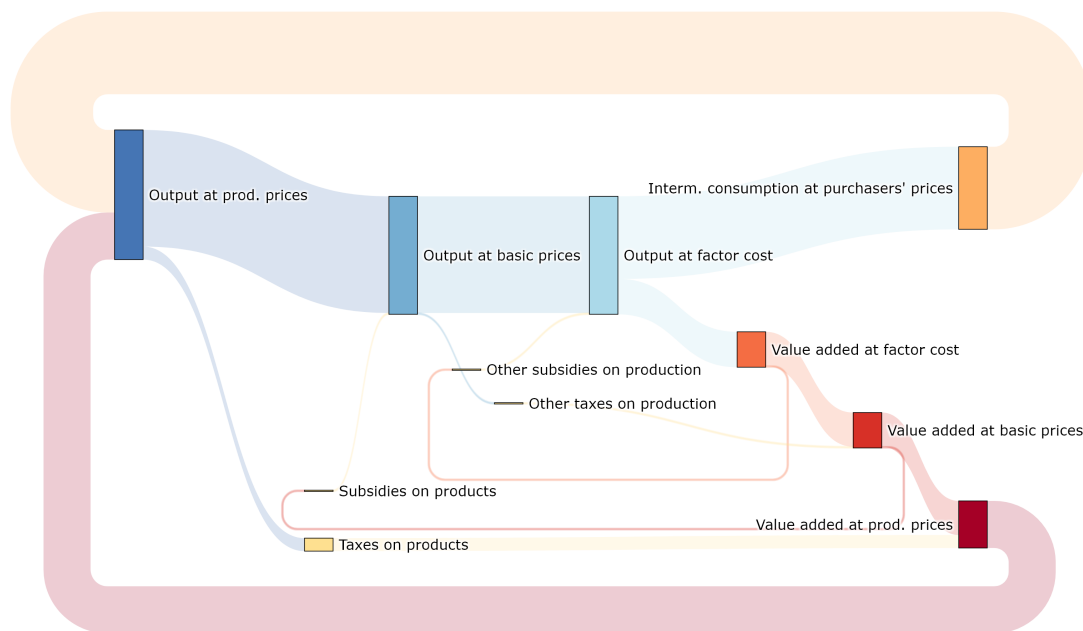 Interm. consumption at purchasers' prices
Output at prod. prices
Output at basic prices
Output at factor cost
Value added at factor cost
Other subsidies on production
Other taxes on production
Value added at basic prices
Subsidies on products
Value added at prod. prices
Taxes on products